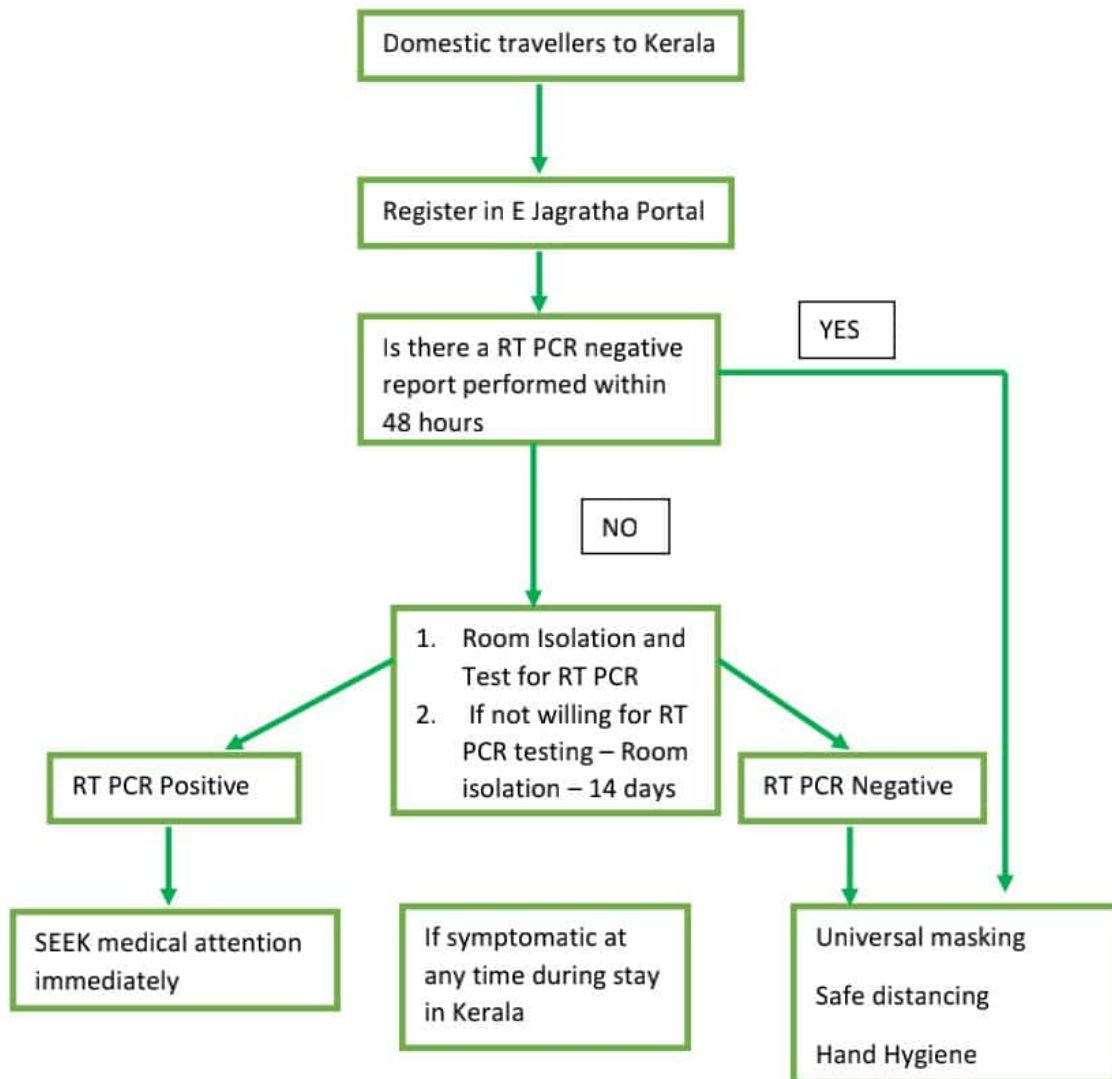 Domestic travellers to Kerala
Register in E Jagratha Portal
YES
Is there a RT PCR negative
report performed within
48 hours
NO
1. Room Isolation and
Test for RT PCR
2. If not willing for RT
PCR testing – Room
isolation – 14 days
RT PCR Positive
RT PCR Negative
SEEK medical attention
immediately
If symptomatic at
any time during stay
in Kerala
Universal masking
Safe distancing
Hand Hygiene